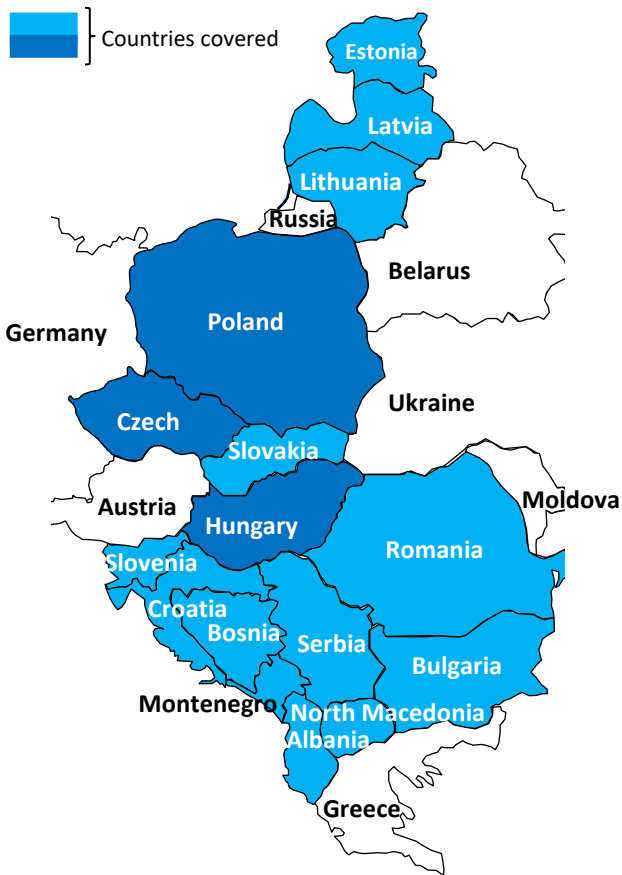 Countries covered
Estonia
Latvia
Lithuania
Russia
Belarus
Poland
Germany
Ukraine
Czech
Slovakia
Austria
Moldova
Hungary
Romania
Slovenia
Croatia
Bosnia
Serbia
Bulgaria
Montenegro
North Macedonia
Albania
Greece